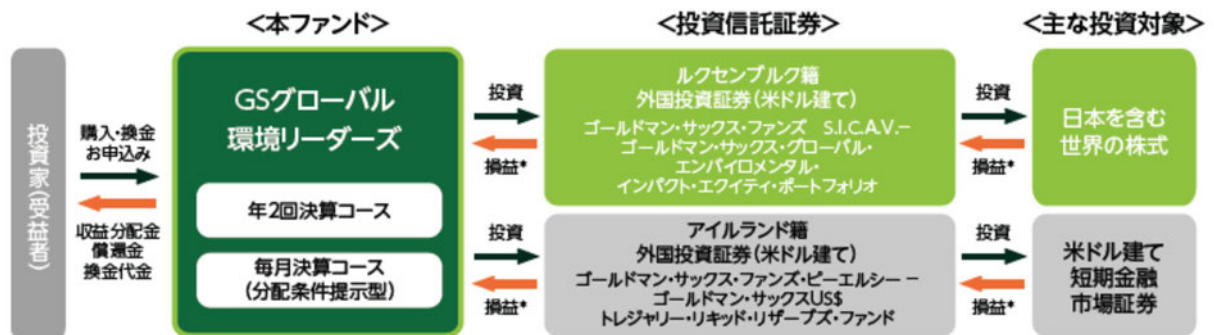 <本ファンド>
<投資信託証券>
<主な投資対象>
投資家(受益者)
購入・換金
お申込み
収益分配金
償還金
換金代金
GSグローバル
環境リーダーズ
年2回決算コース
毎月決算コース
(分配条件提示型)
投資
損益*
投資
損益*
ルクセンブルク籍
外国投資証券(米ドル建て)
ゴールドマン・サックス・ファンズ S.I.C.A.V.−
ゴールドマン・サックス・グローバル・
エンバイロメンタル・
インパクト・エクイティ・ポートフォリオ
アイルランド籍
外国投資証券(米ドル建て)
ゴールドマン・サックス・ファンズ・ピーエルシー −
ゴールドマン・サックスUS$
トレジャリー・リキッド・リザーブズ・ファンド
投資
損益*
投資
損益*
日本を含む
世界の株式
米ドル建て
短期金融
市場証券